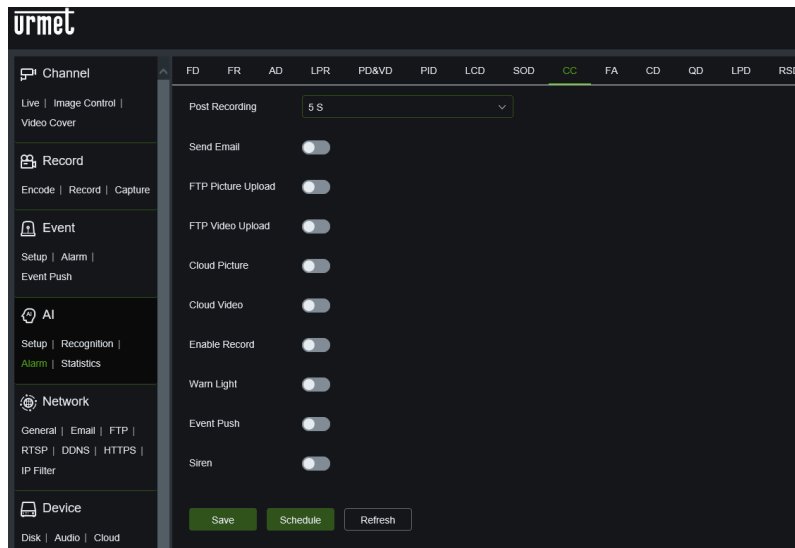 urmet
Channel
Live | Image Control |
Video Cover
Record
Encode | Record | Capture
Event
Setup | Alarm |
Event Push
AI
Setup | Recognition |
Alarm | Statistics
Network
General | Email | FTP |
RTSP | DDNS | HTTPS |
IP Filter
Device
Disk | Audio | Cloud
FD FR AD LPR PD&VD PID LCD SOD CC FA CD QD LPD
Post Recording 5 S
Send Email
FTP Picture Upload
FTP Video Upload
Cloud Picture
Cloud Video
Enable Record
Warn Light
Event Push
Siren
Save Schedule Refresh